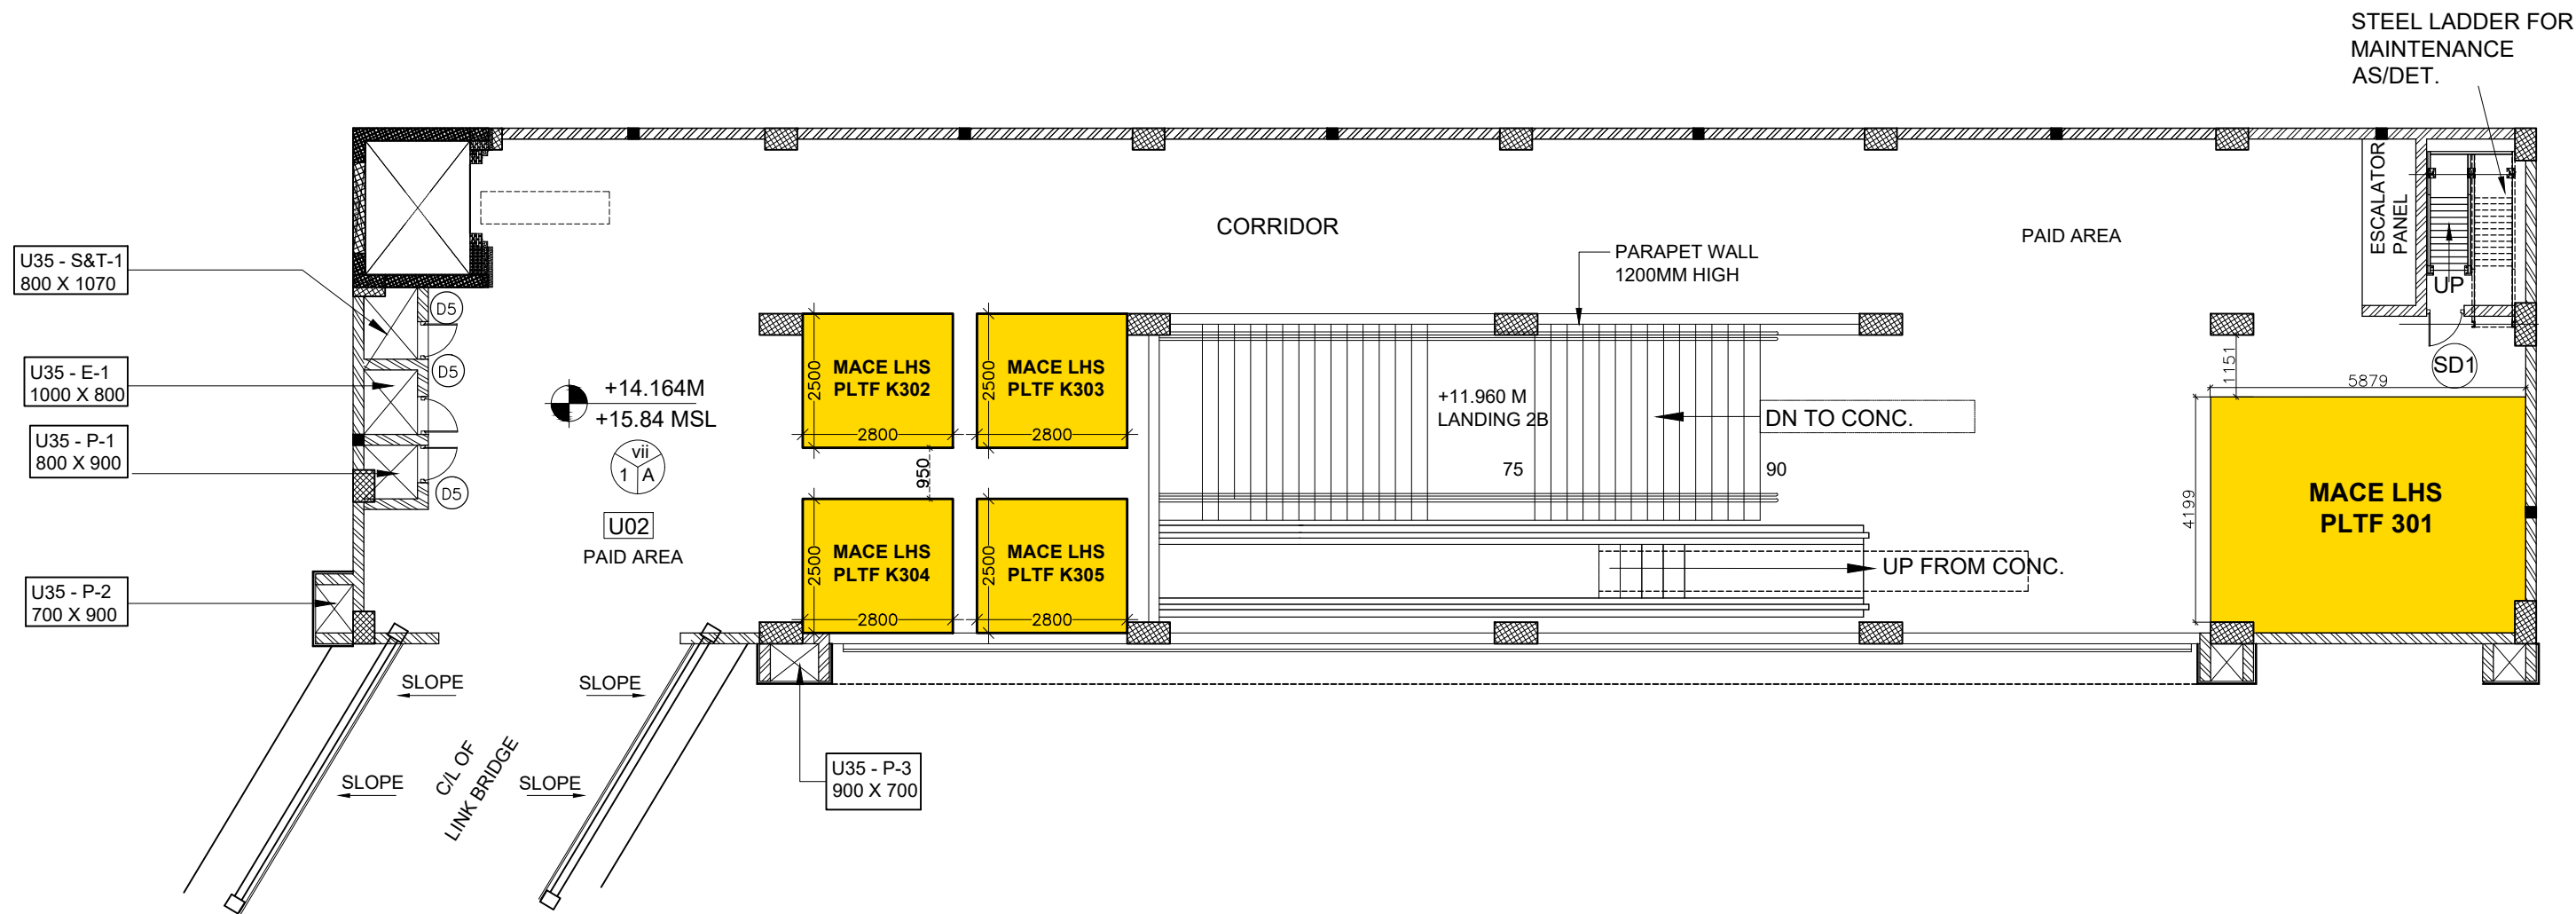 STEEL LADDER FOR
MAINTENANCE
AS/DET.
ESCALATOR
PANEL
CORRIDOR
PAID AREA
PARAPET WALL
1200MM HIGH
UP
U35 - S&T-1
800 X 1070
D5
U35 - E-1
1000 X 800
D5
U35 - P-1
800 X 900
D5
U35 - P-2
700 X 900
+14.164M
+15.84 MSL
vii
1 A
U02
PAID AREA
MACE LHS
PLTF K302
2500
2800
MACE LHS
PLTF K303
2500
2800
950
MACE LHS
PLTF K304
2500
2800
MACE LHS
PLTF K305
2500
2800
+11.960 M
LANDING 2B
DN TO CONC.
75
90
UP FROM CONC.
1151
SD1
5879
4199
MACE LHS
PLTF 301
SLOPE
SLOPE
SLOPE
SLOPE
C/L OF
LINK BRIDGE
U35 - P-3
900 X 700